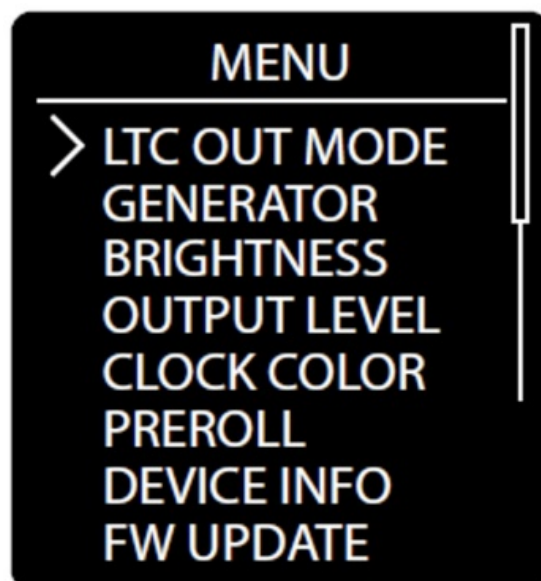 MENU
LTC OUT MODE
GENERATOR
BRIGHTNESS
OUTPUT LEVEL
CLOCK COLOR
PREROLL
DEVICE INFO
FW UPDATE